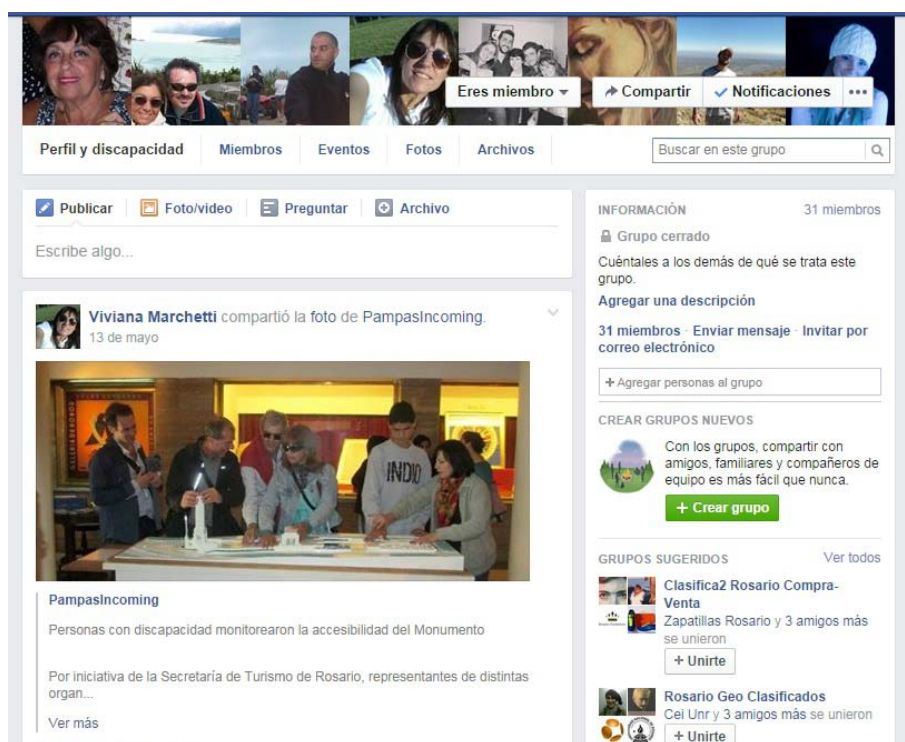 Eres miembro
Compartir
Notificaciones
Perfil y discapacidad
Miembros
Eventos
Fotos
Archivos
Buscar en este grupo
Publicar
Foto/video
Preguntar
Archivo
Escribe algo...
Viviana Marchetti compartió la foto de PampasIncoming.
13 de mayo
INDIO
PampasIncoming
Personas con discapacidad monitorearon la accesibilidad del Monumento
Por iniciativa de la Secretaría de Turismo de Rosario, representantes de distintas
organ...
Ver más
INFORMACIÓN
31 miembros
Grupo cerrado
Cuéntales a los demás de qué se trata este
grupo.
Agregar una descripción
31 miembros · Enviar mensaje · Invitar por
correo electrónico
+ Agregar personas al grupo
CREAR GRUPOS NUEVOS
Con los grupos, compartir con
amigos, familiares y compañeros de
equipo es más fácil que nunca.
+ Crear grupo
GRUPOS SUGERIDOS
Ver todos
Clasifica2 Rosario Compra-
Venta
Zapatillas Rosario y 3 amigos más
se unieron
+ Unirte
Rosario Geo Clasificados
Cei Unr y 3 amigos más se unieron
+ Unirte